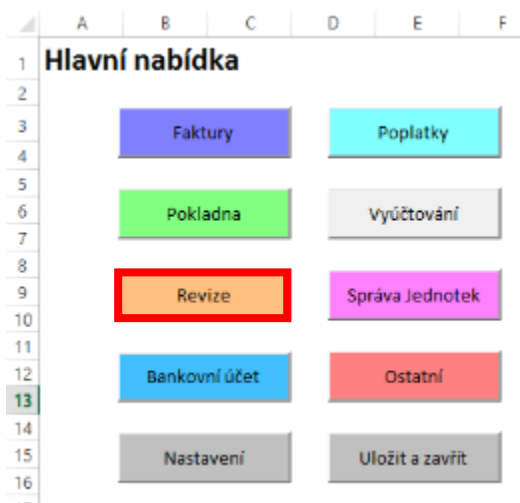 A B C D E F
1 Hlavní nabídka
2
3 Faktury Poplatky
4
5
6 Pokladna Vyúčtování
7
8
9 Revize Správa Jednotek
10
11
12 Bankovní účet Ostatní
13
14
15 Nastavení Uložit a zavřít
16